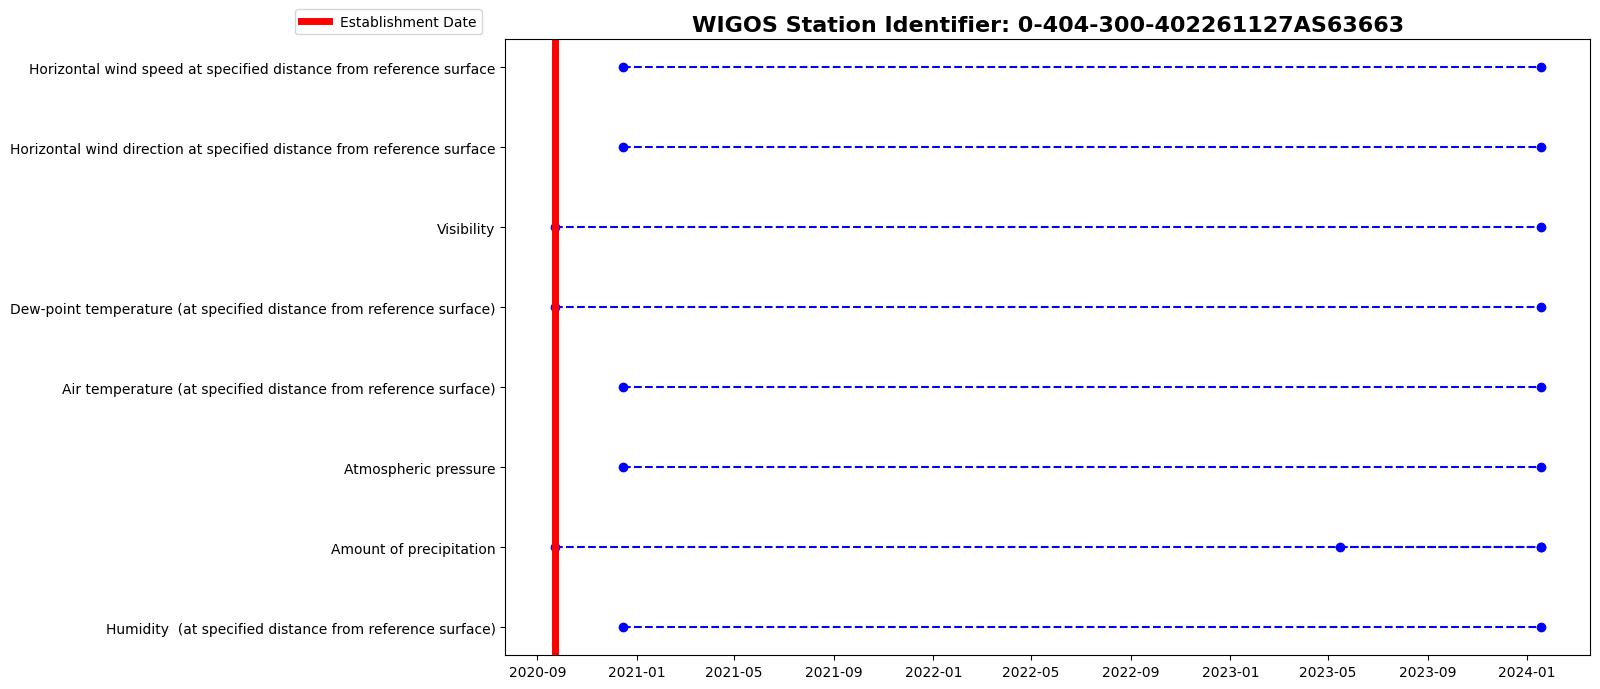 Establishment Date
WIGOS Station Identifier: 0-404-300-402261127AS63663
Horizontal wind speed at specified distance from reference surface
Horizontal wind direction at specified distance from reference surface
Visibility
Dew-point temperature (at specified distance from reference surface)
Air temperature (at specified distance from reference surface)
Atmospheric pressure
Amount of precipitation
Humidity  (at specified distance from reference surface)
2020-09 2021-01 2021-05 2021-09 2022-01 2022-05 2022-09 2023-01 2023-05 2023-09 2024-01